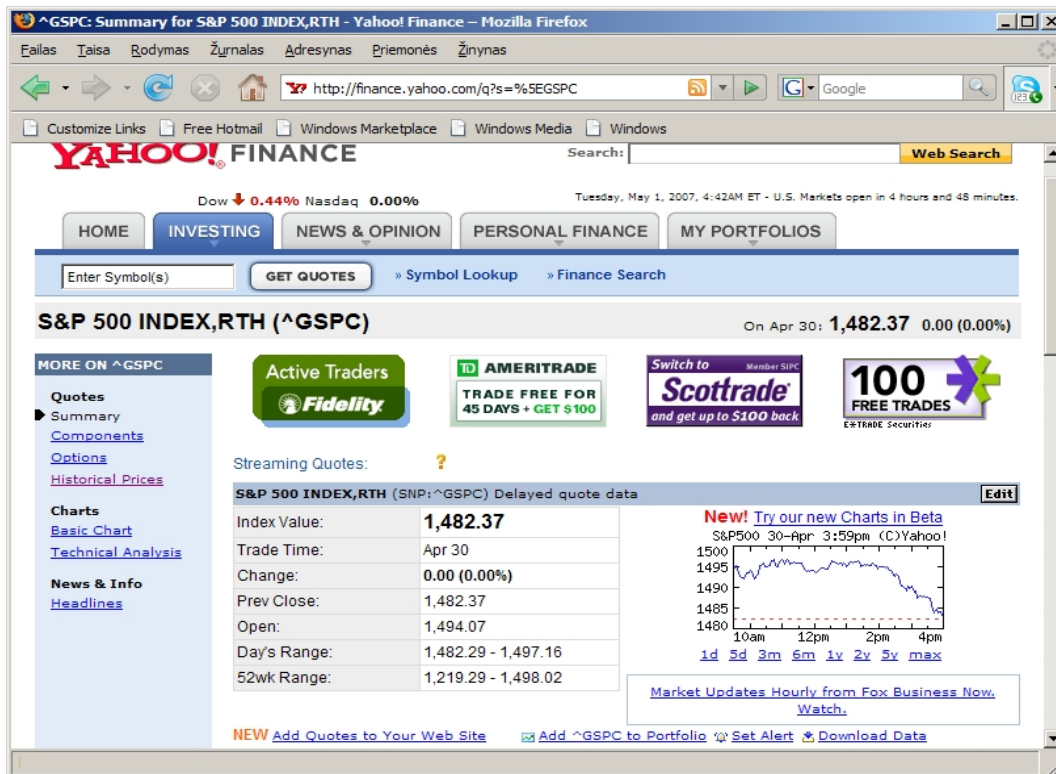 ^GSPC: Summary for S&P 500 INDEX,RTH - Yahoo! Finance – Mozilla Firefox
Failas Taisa Rodymas Žurnalas Adresynas Priemonės Žinynas
http://finance.yahoo.com/q?s=%5EGSPC G Google
Customize Links Free Hotmail Windows Marketplace Windows Media Windows
YAHOO!® FINANCE Search: Web Search
Dow 0.44% Nasdaq 0.00% Tuesday, May 1, 2007, 4:42AM ET - U.S. Markets open in 4 hours and 48 minutes.
HOME INVESTING NEWS & OPINION PERSONAL FINANCE MY PORTFOLIOS
Enter Symbol(s) GET QUOTES » Symbol Lookup » Finance Search
S&P 500 INDEX,RTH (^GSPC) On Apr 30: 1,482.37 0.00 (0.00%)
MORE ON ^GSPC
Quotes
Summary
Components
Options
Historical Prices
Charts
Basic Chart
Technical Analysis
News & Info
Headlines
Active Traders
Fidelity
TD AMERITRADE
TRADE FREE FOR
45 DAYS + GET $100
Switch to Member SIPC
Scottrade
and get up to $100 back
100
FREE TRADES
E*TRADE Securities
Streaming Quotes: ?
S&P 500 INDEX,RTH (SNP:^GSPC) Delayed quote data Edit
Index Value: 1,482.37
Trade Time: Apr 30
Change: 0.00 (0.00%)
Prev Close: 1,482.37
Open: 1,494.07
Day's Range: 1,482.29 - 1,497.16
52wk Range: 1,219.29 - 1,498.02
New! Try our new Charts in Beta
S&P500 30-Apr 3:59pm (C)Yahoo!
1500
1495
1490
1485
1480
10am 12pm 2pm 4pm
1d 5d 3m 6m 1y 2y 5y max
Market Updates Hourly from Fox Business Now.
Watch.
NEW Add Quotes to Your Web Site Add ^GSPC to Portfolio Set Alert Download Data